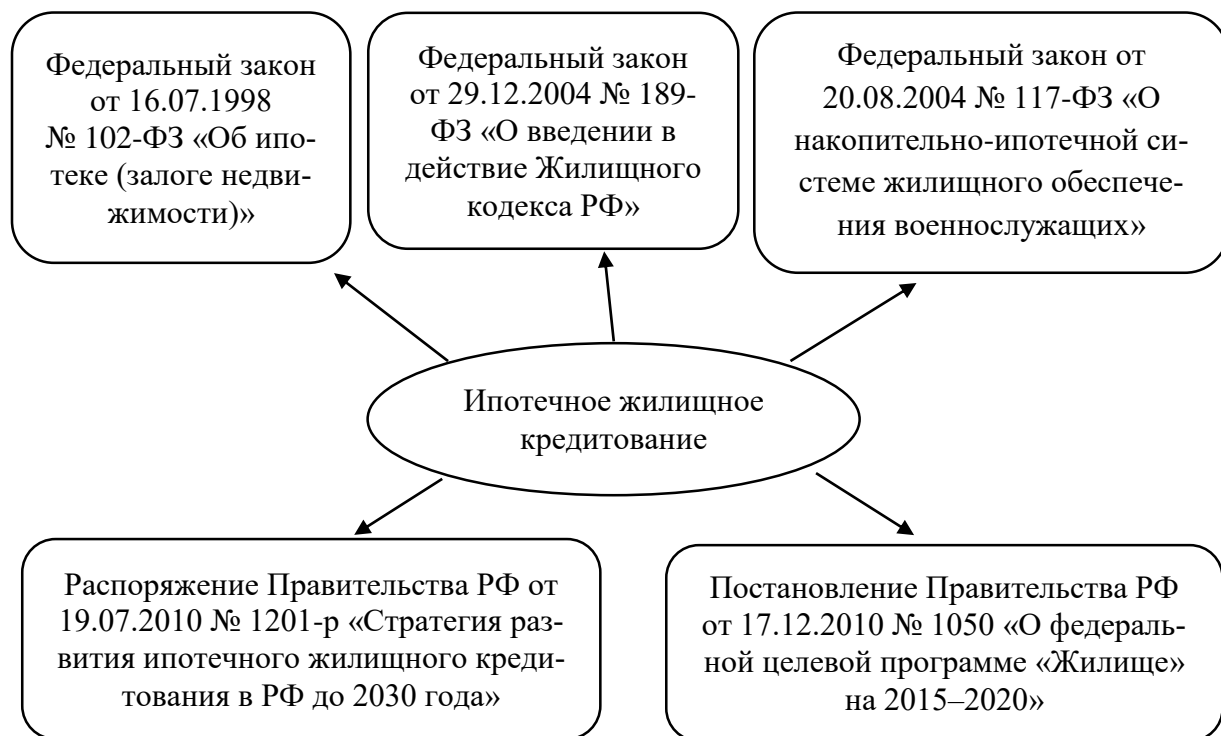 Федеральный закон
от 16.07.1998
№ 102-ФЗ «Об ипо-
теке (залоге недви-
жимости)»
Федеральный закон
от 29.12.2004 № 189-
ФЗ «О введении в
действие Жилищного
кодекса РФ»
Федеральный закон от
20.08.2004 № 117-ФЗ «О
накопительно-ипотечной си-
стеме жилищного обеспече-
ния военнослужащих»
Ипотечное жилищное
кредитование
Распоряжение Правительства РФ от
19.07.2010 № 1201-р «Стратегия раз-
вития ипотечного жилищного креди-
тования в РФ до 2030 года»
Постановление Правительства РФ
от 17.12.2010 № 1050 «О федераль-
ной целевой программе «Жилище»
на 2015–2020»